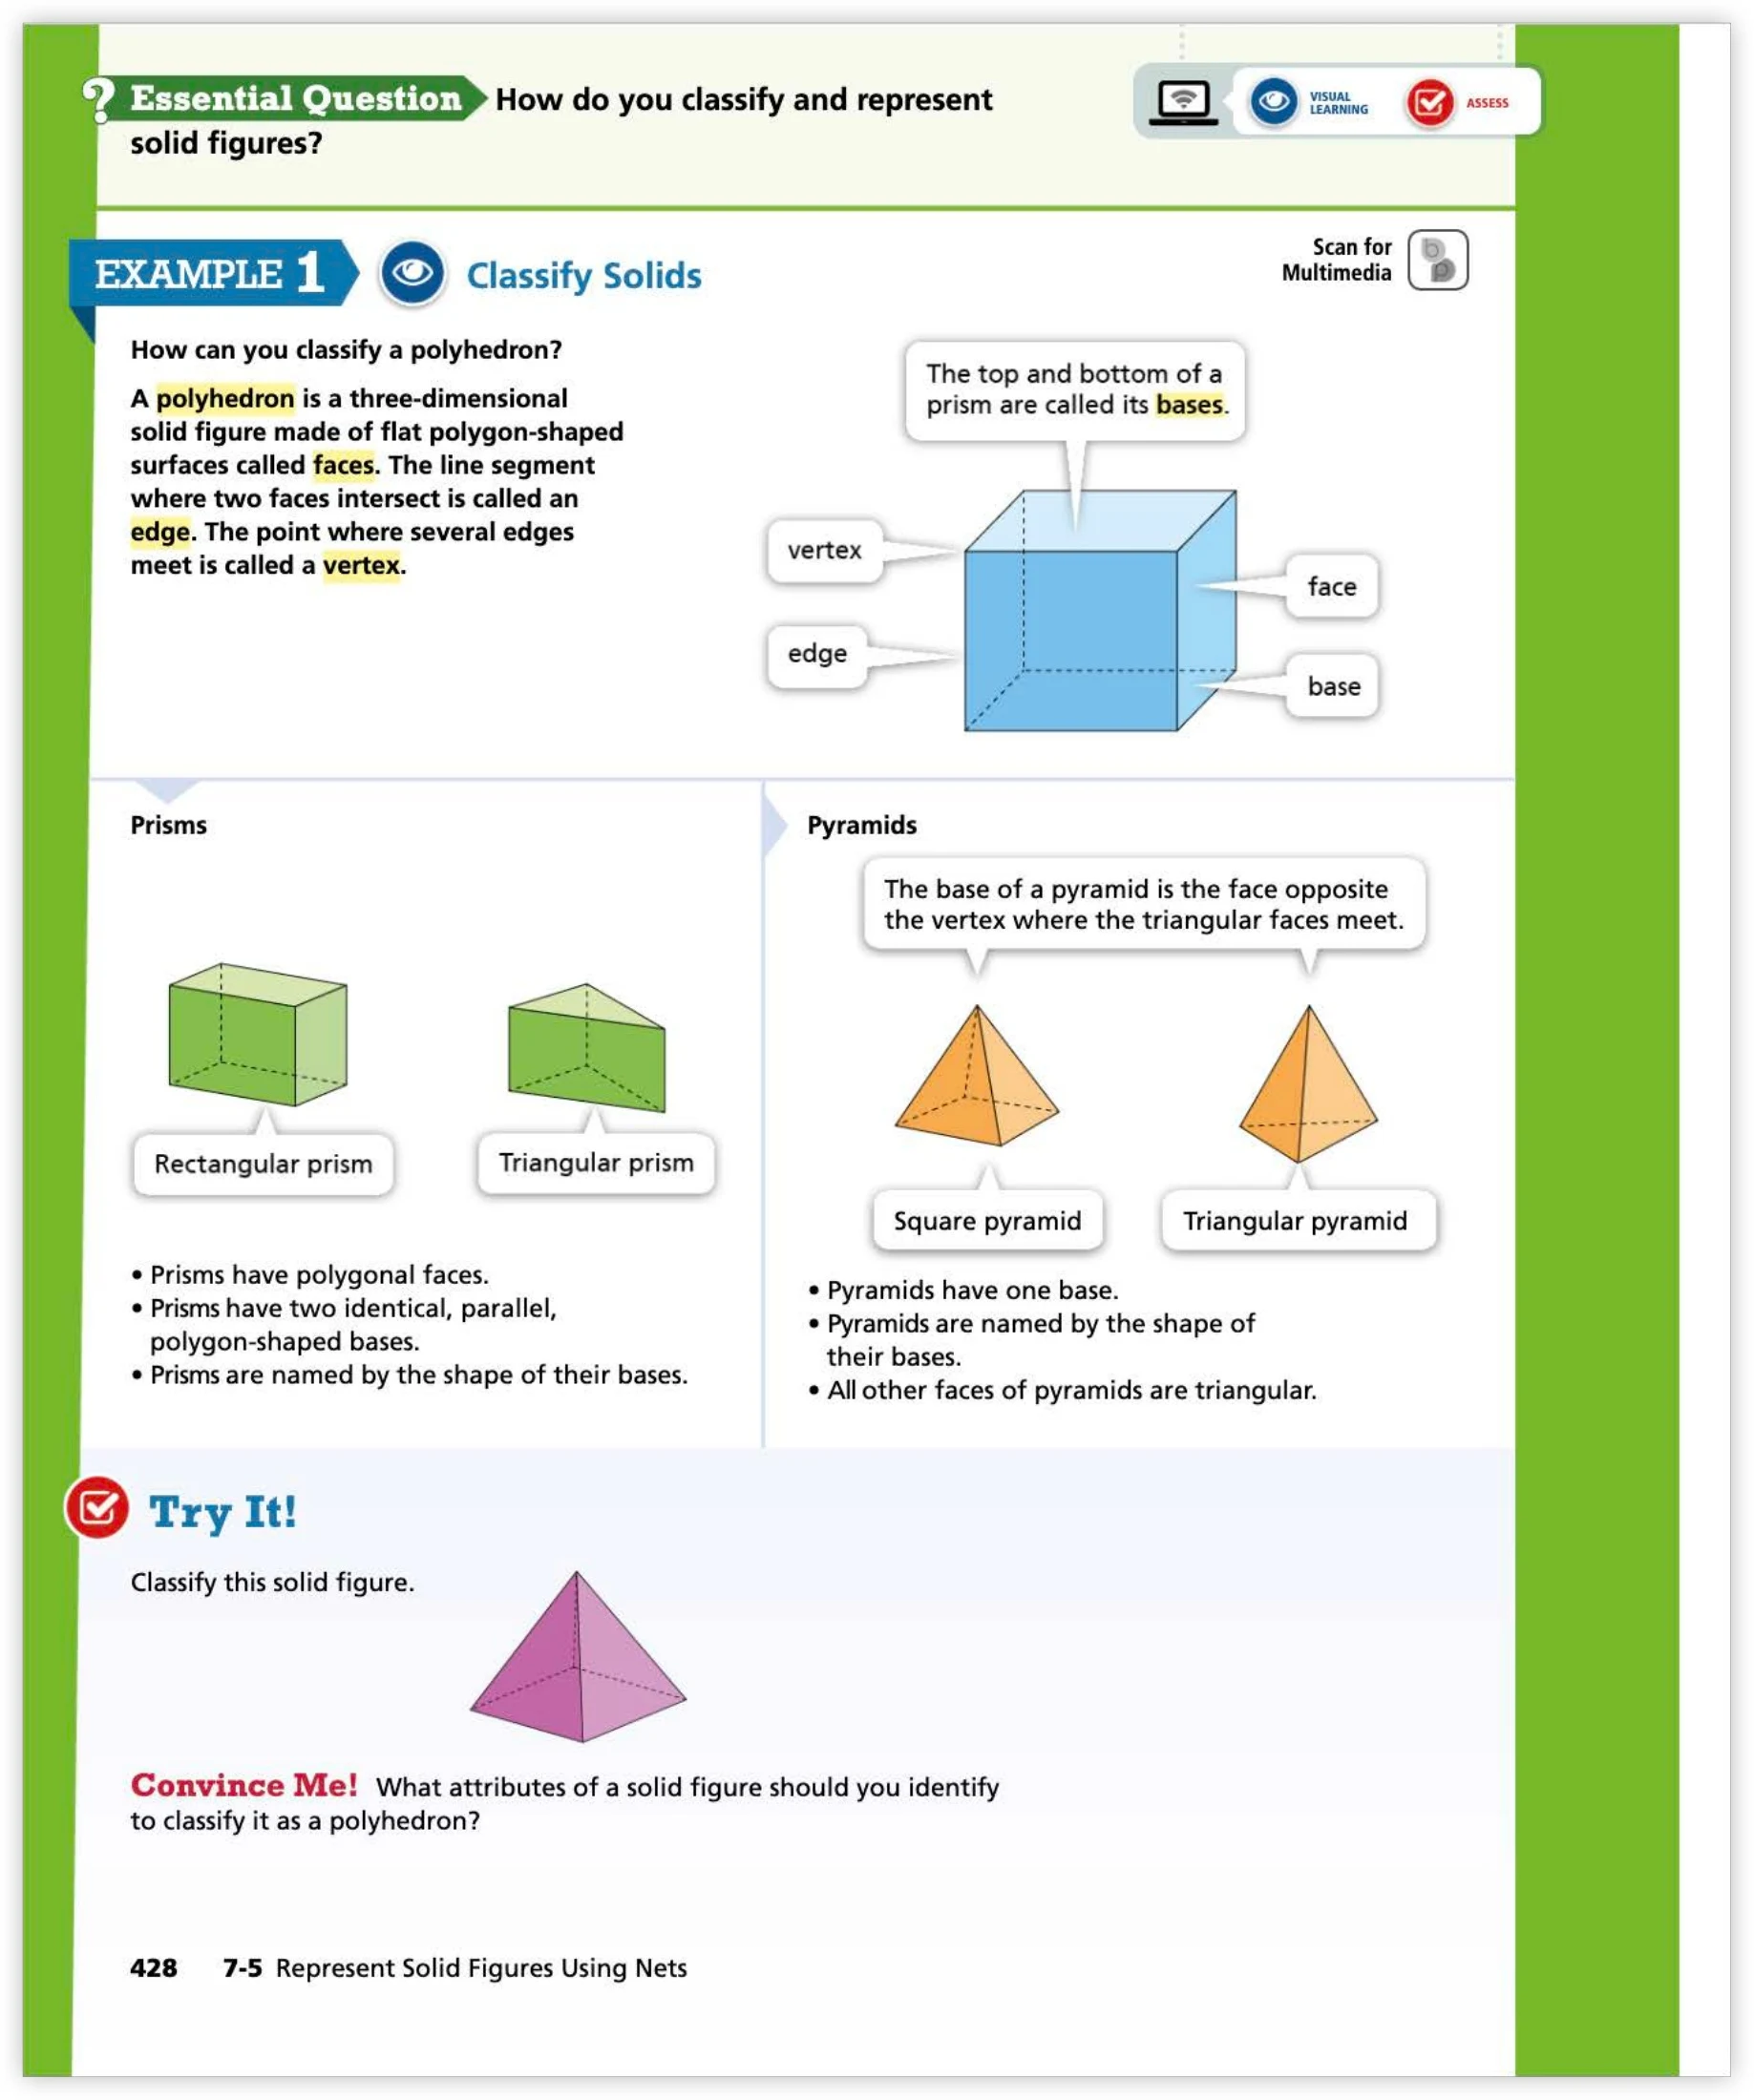 ? Essential Question How do you classify and represent
solid figures?
VISUAL
LEARNING
ASSESS
EXAMPLE 1 Classify Solids
Scan for
Multimedia
How can you classify a polyhedron?
A polyhedron is a three-dimensional
solid figure made of flat polygon-shaped
surfaces called faces. The line segment
where two faces intersect is called an
edge. The point where several edges
meet is called a vertex.
The top and bottom of a
prism are called its bases.
vertex
face
edge
base
Prisms
Rectangular prism
Triangular prism
• Prisms have polygonal faces.
• Prisms have two identical, parallel,
polygon-shaped bases.
• Prisms are named by the shape of their bases.
Pyramids
The base of a pyramid is the face opposite
the vertex where the triangular faces meet.
Square pyramid
Triangular pyramid
• Pyramids have one base.
• Pyramids are named by the shape of
their bases.
• All other faces of pyramids are triangular.
Try It!
Classify this solid figure.
Convince Me! What attributes of a solid figure should you identify
to classify it as a polyhedron?
428 7-5 Represent Solid Figures Using Nets